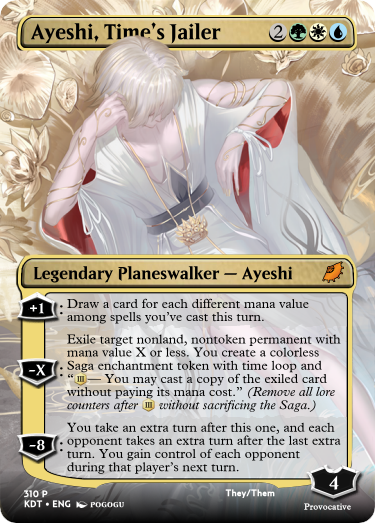 Ayeshi, Time's Jailer 2
Legendary Planeswalker — Ayeshi
+1: Draw a card for each different mana value
among spells you've cast this turn.
Exile target nonland, nontoken permanent with
mana value X or less. You create a colorless
-X: Saga enchantment token with time loop and
"III— You may cast a copy of the exiled card
without paying its mana cost." (Remove all lore
counters after III without sacrificing the Saga.)
You take an extra turn after this one, and each
-8: opponent takes an extra turn after the last extra
turn. You gain control of each opponent
during that player's next turn.
4
310 P They/Them
KDT • ENG POGOGU Provocative